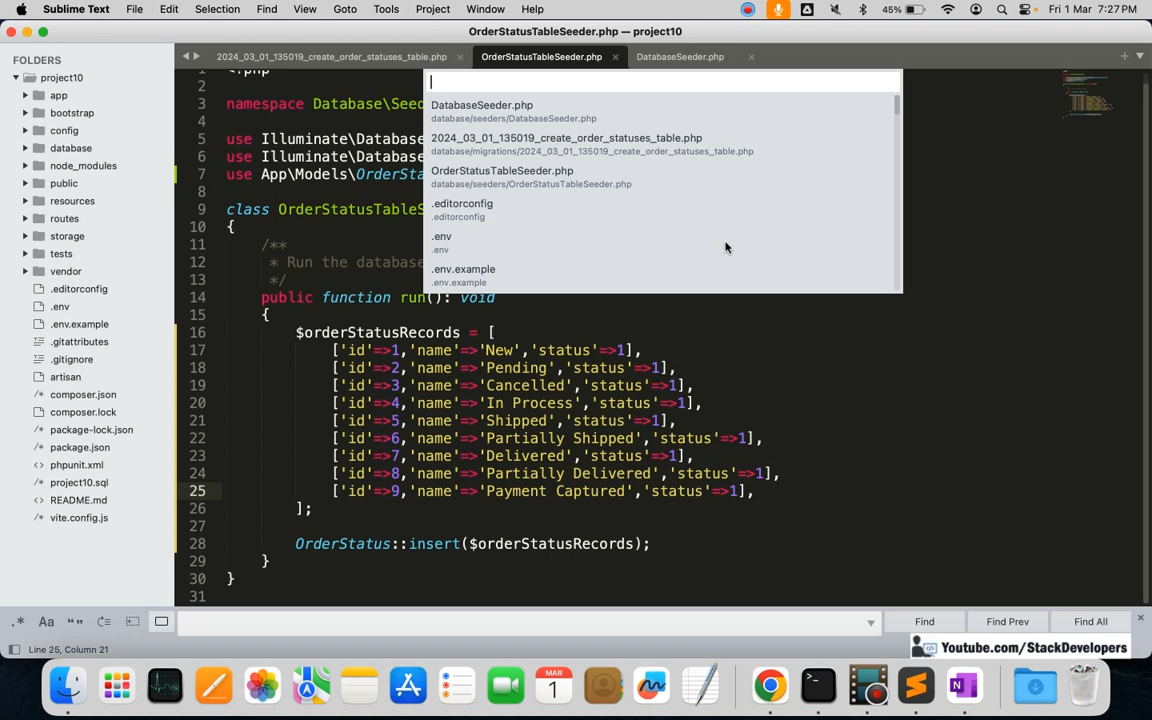 Sublime Text File Edit Selection Find View Goto Tools Project Window Help 45% Fri 1 Mar 7:27 PM
OrderStatusTableSeeder.php — project10
FOLDERS
project10
app
bootstrap
config
database
node_modules
public
resources
routes
storage
tests
vendor
.editorconfig
.env
.env.example
.gitattributes
.gitignore
artisan
composer.json
composer.lock
package-lock.json
package.json
phpunit.xml
project10.sql
README.md
vite.config.js
2024_03_01_135019_create_order_statuses_table.php OrderStatusTableSeeder.php DatabaseSeeder.php
DatabaseSeeder.php
database/seeders/DatabaseSeeder.php
2024_03_01_135019_create_order_statuses_table.php
database/migrations/2024_03_01_135019_create_order_statuses_table.php
OrderStatusTableSeeder.php
database/seeders/OrderStatusTableSeeder.php
.editorconfig
.editorconfig
.env
.env
.env.example
.env.example
1 <?php
2
3 namespace Database\See
4
5 use Illuminate\Database
6 use Illuminate\Database
7 use App\Models\OrderSta
8
9 class OrderStatusTableS
10 {
11 /**
12 * Run the database
13 */
14 public function run(): void
15 {
16 $orderStatusRecords = [
17 ['id'=>1,'name'=>'New','status'=>1],
18 ['id'=>2,'name'=>'Pending','status'=>1],
19 ['id'=>3,'name'=>'Cancelled','status'=>1],
20 ['id'=>4,'name'=>'In Process','status'=>1],
21 ['id'=>5,'name'=>'Shipped','status'=>1],
22 ['id'=>6,'name'=>'Partially Shipped','status'=>1],
23 ['id'=>7,'name'=>'Delivered','status'=>1],
24 ['id'=>8,'name'=>'Partially Delivered','status'=>1],
25 ['id'=>9,'name'=>'Payment Captured','status'=>1],
26 ];
27
28 OrderStatus::insert($orderStatusRecords);
29 }
30 }
31
.* Aa Find Find Prev Find All
Line 25, Column 21
Youtube.com/StackDevelopers
MAR
1